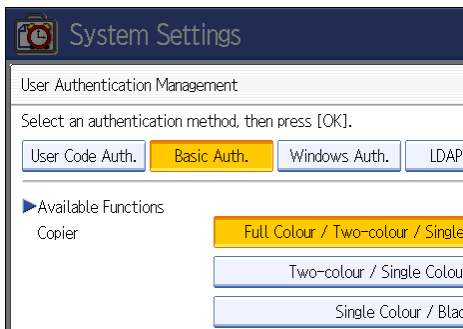 System Settings
User Authentication Management
Select an authentication method, then press [OK].
User Code Auth. Basic Auth. Windows Auth. LDAP
Available Functions
Copier Full Colour / Two-colour / Single
Two-colour / Single Colou
Single Colour / Blac